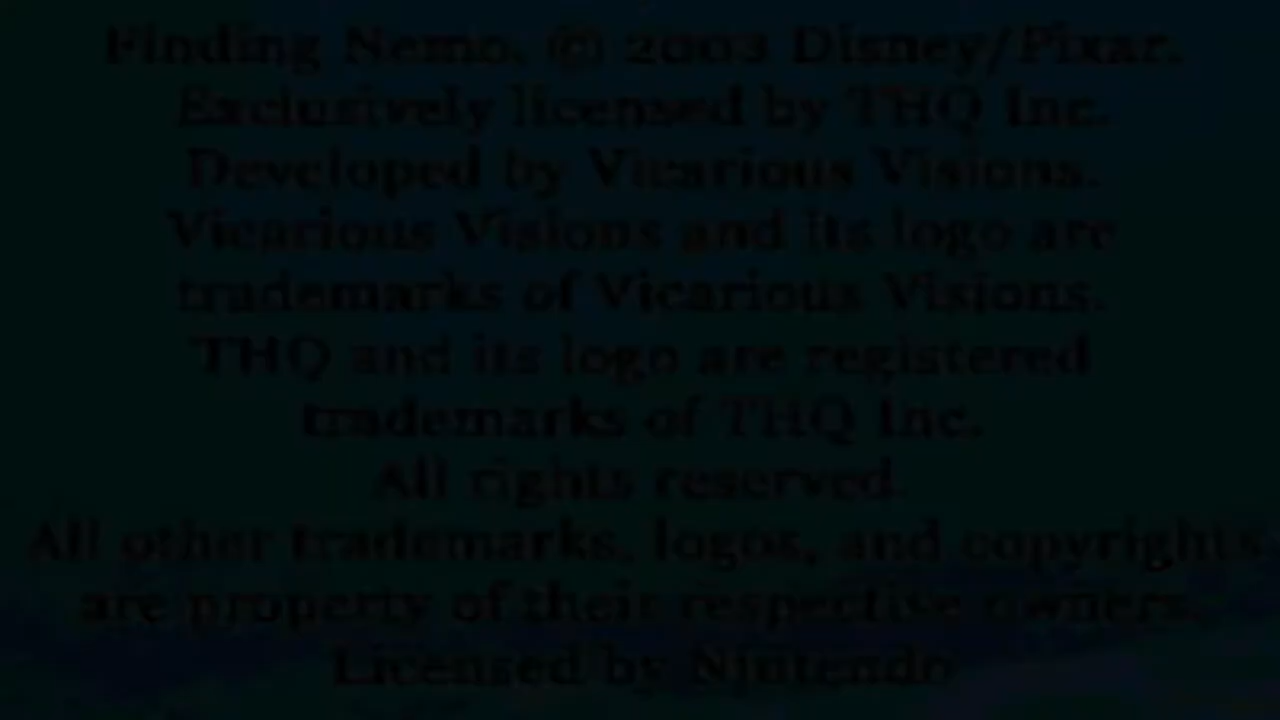 Finding Nemo. © 2003 Disney/Pixar.
Exclusively licensed by THQ Inc.
Developed by Vicarious Visions.
Vicarious Visions and its logo are
trademarks of Vicarious Visions.
THQ and its logo are registered
trademarks of THQ Inc.
All rights reserved.
All other trademarks, logos, and copyrights
are property of their respective owners.
Licensed by Nintendo